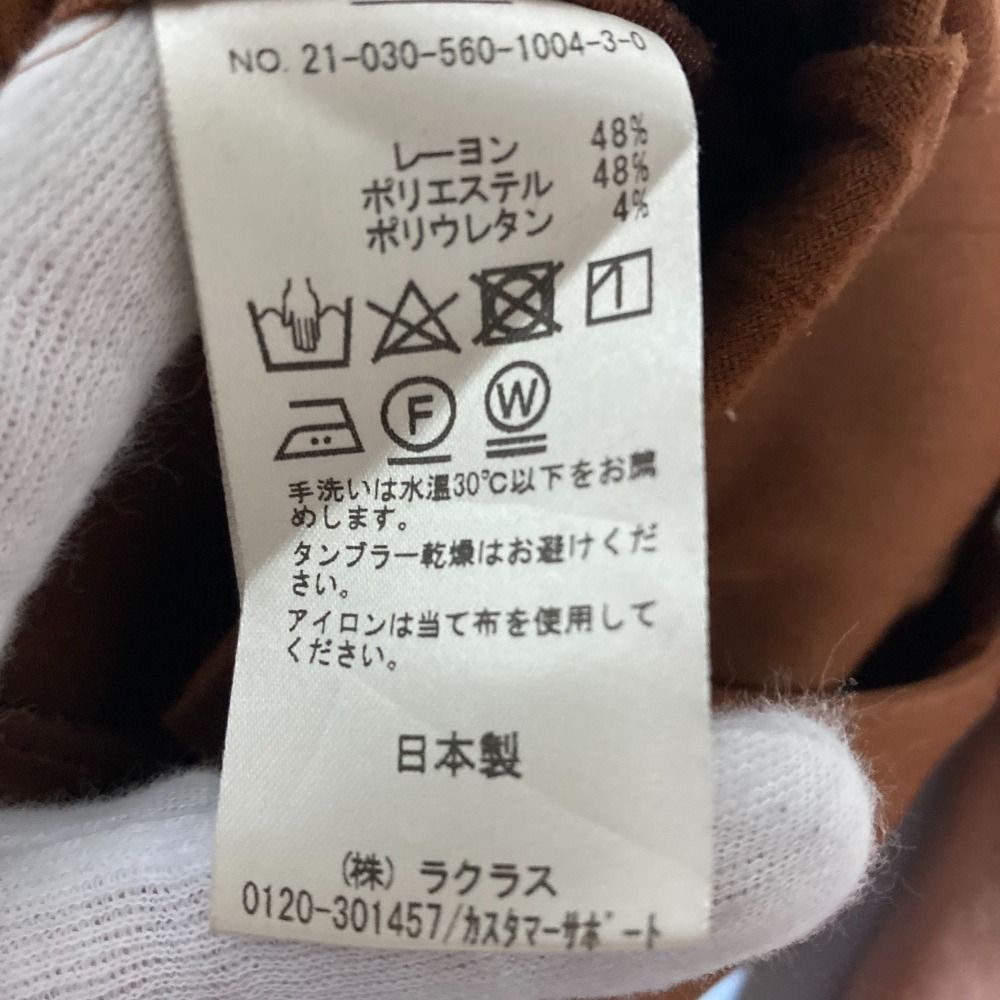 NO. 21-030-560-1004-3-0
レーヨン 48%
ポリエステル 48%
ポリウレタン 4%
F W
手洗いは水温30℃以下をお薦
めします。
タンブラー乾燥はお避けくだ
さい。
アイロンは当て布を使用して
ください。
日本製
(株) ラクラス
0120-301457/カスタマーサポート